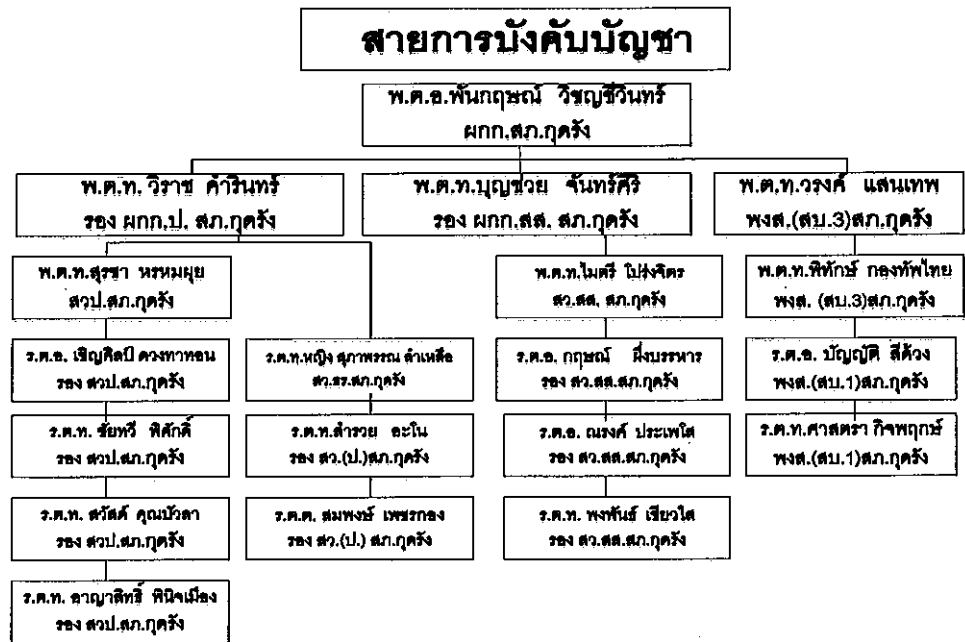 สายการบังคับบัญชา
พ.ต.อ.พันกฤษณ์ วิชญชีวินทร์
ผกก.สภ.กุดรัง
พ.ต.ท. วิราช คำรินทร์
รอง ผกก.ป. สภ.กุดรัง
พ.ต.ท.บุญช่วย จันทร์ศิริ
รอง ผกก.สส. สภ.กุดรัง
พ.ต.ท.วรงค์ แสนเทพ
พงส.(สบ.3)สภ.กุดรัง
พ.ต.ท.สุรชา หรหมผุย
สวป.สภ.กุดรัง
ร.ต.อ. เชิญศิลป์ ดวงทาทอน
รอง สวป.สภ.กุดรัง
ร.ต.ท. ชัยทวี พิศักดิ์
รอง สวป.สภ.กุดรัง
ร.ต.ท. สวัสดิ์ คุณบัวลา
รอง สวป.สภ.กุดรัง
ร.ต.ท. อาญาสิทธิ์ พินิจเมือง
รอง สวป.สภ.กุดรัง
ร.ต.ท.หญิง สุภาพรรณ ลำเหลือ
สว.ธร.สภ.กุดรัง
ร.ต.ท.สำรวย อะโน
รอง สว.(ป.)สภ.กุดรัง
ร.ต.ต. สมพงษ์ เพชรกอง
รอง สว.(ป.) สภ.กุดรัง
พ.ต.ท.ไมตรี โปร่งจิตร
สว.สส. สภ.กุดรัง
ร.ต.อ. กฤษณ์ ผึ่งบรรหาร
รอง สว.สส.สภ.กุดรัง
ร.ต.อ. ณรงค์ ประเพโส
รอง สว.สส.สภ.กุดรัง
ร.ต.ท. พงพันธ์ เขียวใส
รอง สว.สส.สภ.กุดรัง
พ.ต.ท.พิทักษ์ กองทัพไทย
พงส. (สบ.3)สภ.กุดรัง
ร.ต.อ. บัญญัติ สีด้วง
พงส.(สบ.1)สภ.กุดรัง
ร.ต.ท.ศาสตรา กิจพฤกษ์
พงส.(สบ.1)สภ.กุดรัง